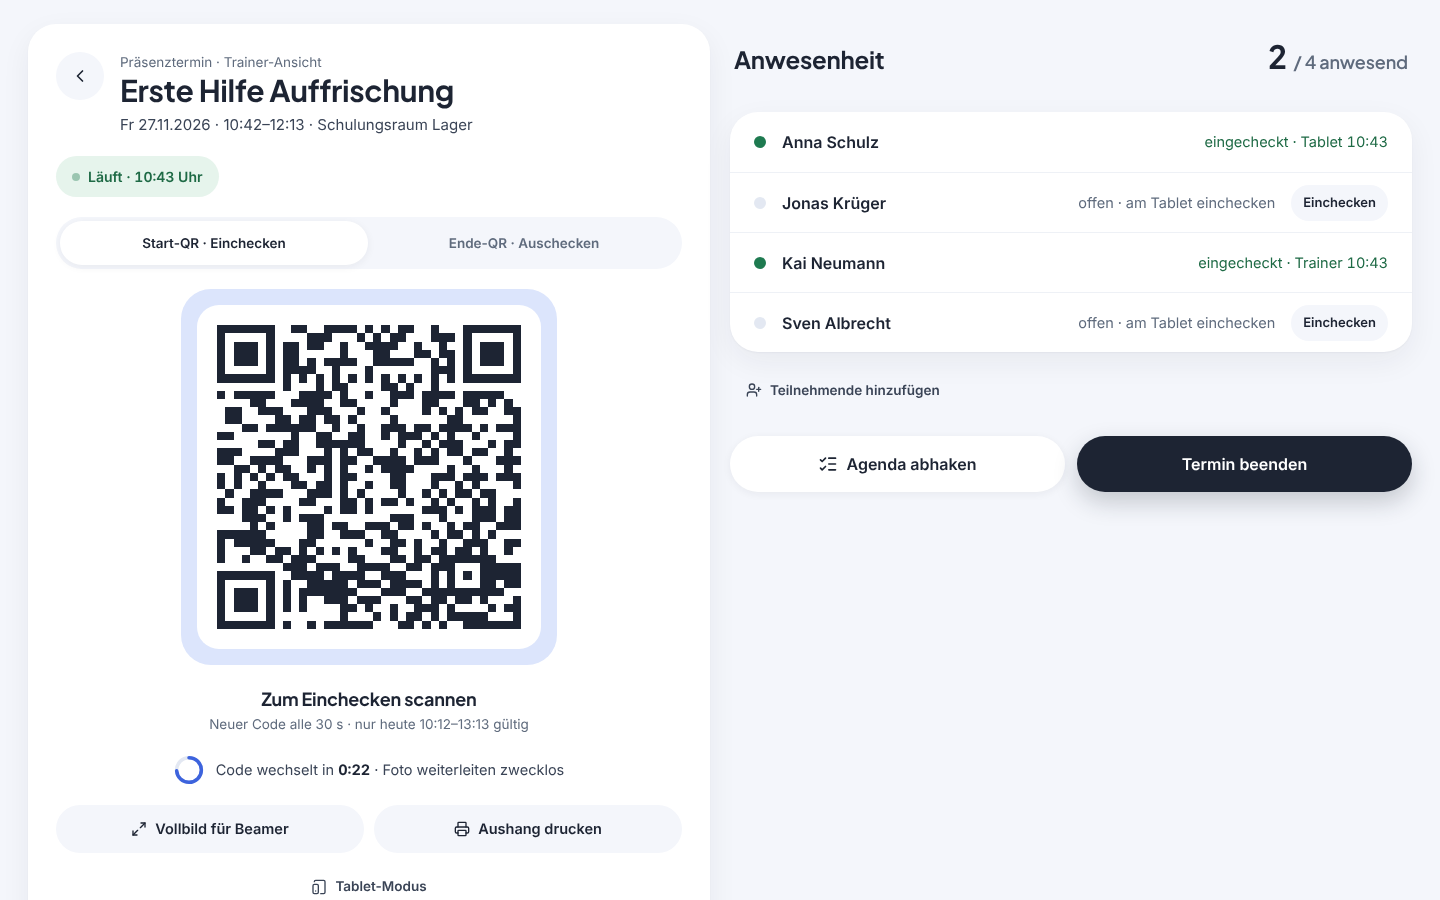 Präsenztermin · Trainer-Ansicht
Erste Hilfe Auffrischung
Fr 27.11.2026 · 10:42–12:13 · Schulungsraum Lager
Läuft · 10:43 Uhr
Start-QR · Einchecken
Ende-QR · Auschecken
Zum Einchecken scannen
Neuer Code alle 30 s · nur heute 10:12–13:13 gültig
Code wechselt in 0:22 · Foto weiterleiten zwecklos
Vollbild für Beamer
Aushang drucken
Tablet-Modus
Anwesenheit
2 / 4 anwesend
Anna Schulz
eingecheckt · Tablet 10:43
Jonas Krüger
offen · am Tablet einchecken
Einchecken
Kai Neumann
eingecheckt · Trainer 10:43
Sven Albrecht
offen · am Tablet einchecken
Einchecken
Teilnehmende hinzufügen
Agenda abhaken
Termin beenden